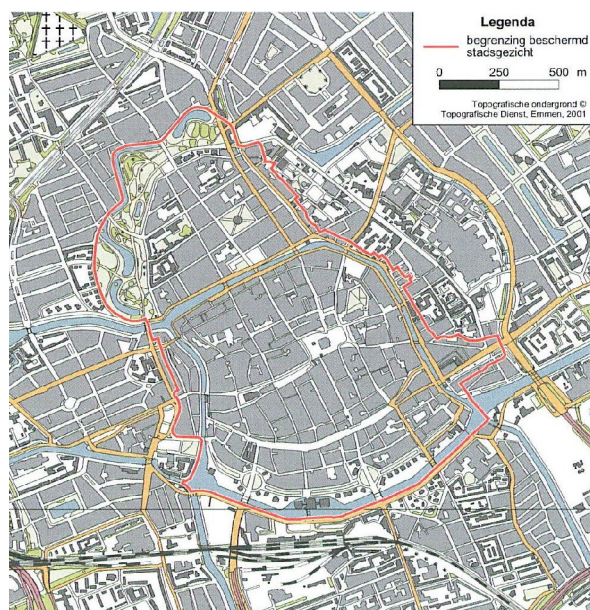 Legenda
begrenzing beschermd
stadsgezicht
0 250 500 m
Topografische ondergrond ©
Topografische Dienst, Emmen, 2001